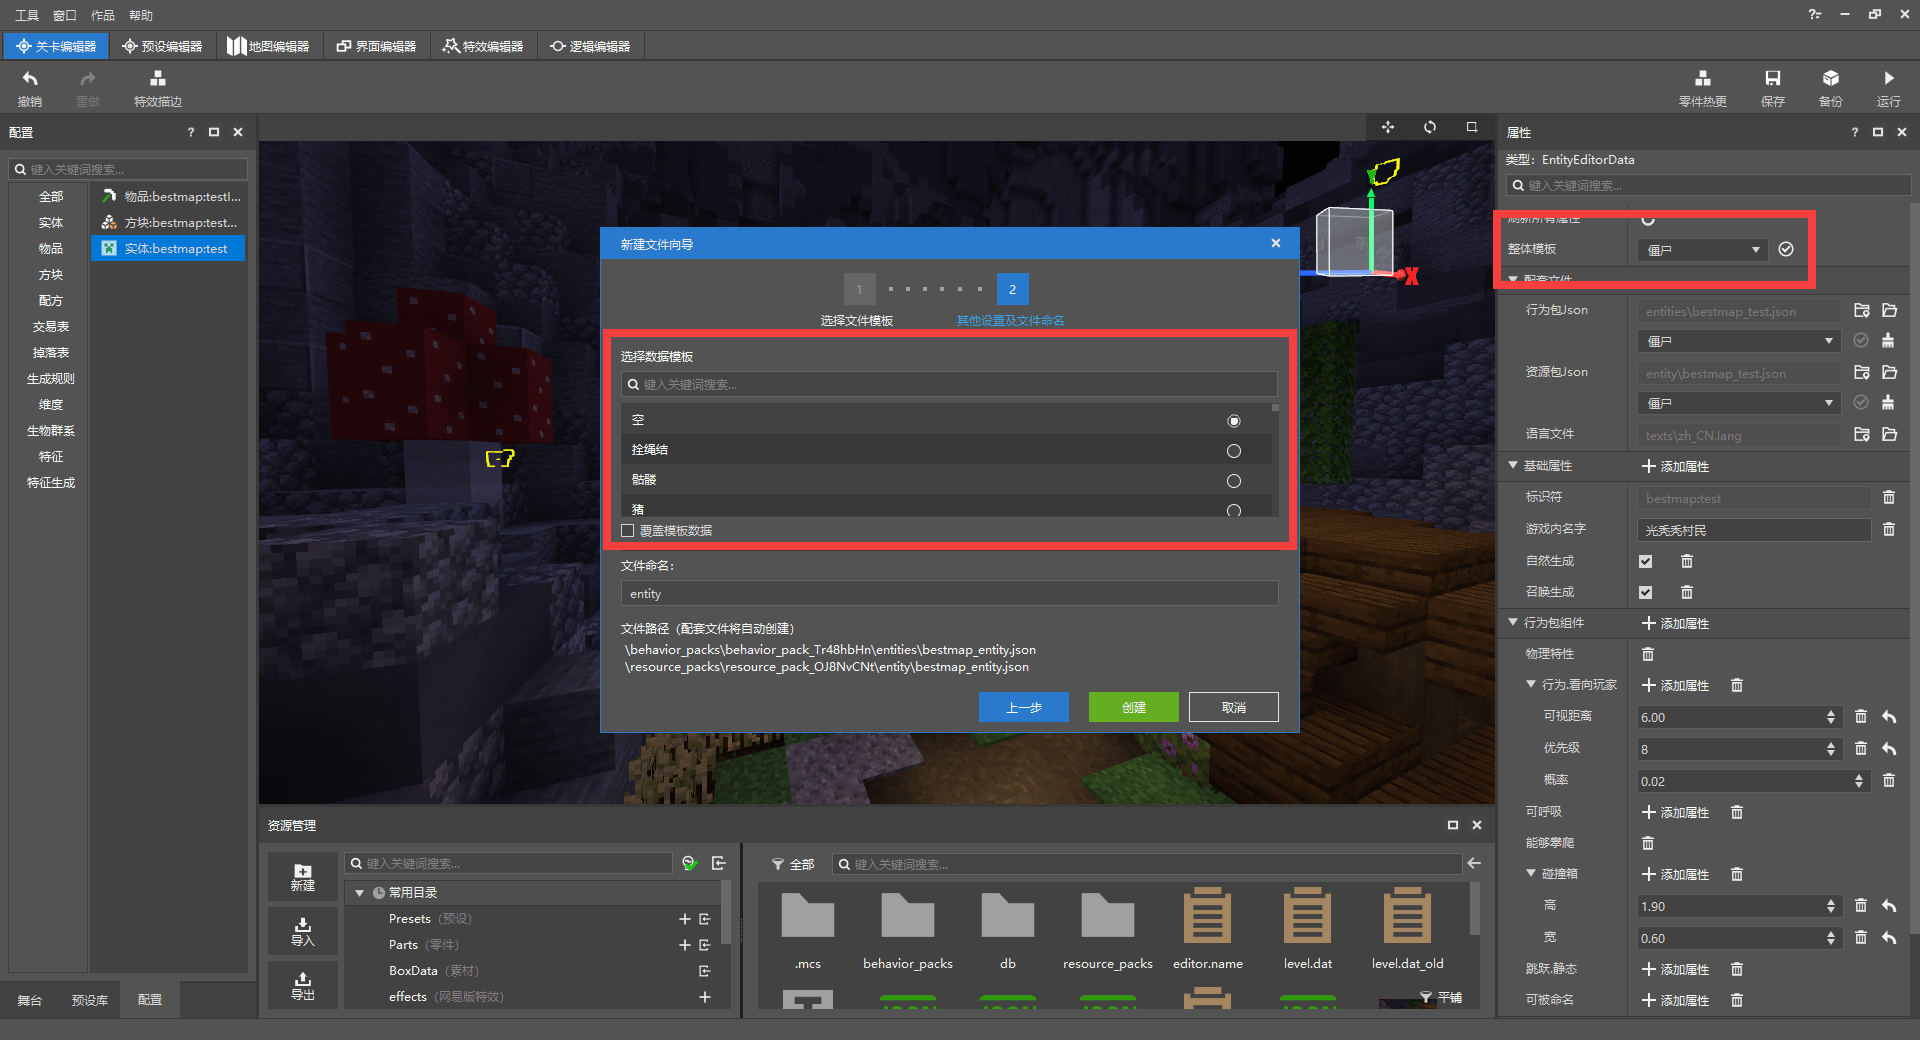 工具 窗口 作品 帮助
关卡编辑器 预设编辑器 地图编辑器 界面编辑器 特效编辑器 逻辑编辑器
撤销 重做 特效描边 零件热更 保存 备份 运行
配置
键入关键词搜索...
全部
实体
物品
方块
配方
交易表
掉落表
生成规则
维度
生物群系
特征
特征生成
物品:bestmap:testI...
方块:bestmap:test...
实体:bestmap:test
舞台 预设库 配置
X
新建文件向导
1 2
选择文件模板 其他设置及文件命名
选择数据模板
键入关键词搜索...
空
拴绳结
骷髅
猪
覆盖模板数据
文件命名:
entity
文件路径（配套文件将自动创建）
\behavior_packs\behavior_pack_Tr48hbHn\entities\bestmap_entity.json
\resource_packs\resource_pack_OJ8NvCNt\entity\bestmap_entity.json
上一步 创建 取消
资源管理
新建
导入
导出
键入关键词搜索...
常用目录
Presets (预设)
Parts (零件)
BoxData (素材)
effects (网易版特效)
全部 键入关键词搜索...
.mcs behavior_packs db resource_packs editor.name level.dat level.dat_old
平铺
属性
类型: EntityEditorData
键入关键词搜索...
刷新所有属性
整体模板 僵尸
配套文件
行为包Json entities\bestmap_test.json
僵尸
资源包Json entity\bestmap_test.json
僵尸
语言文件 texts\zh_CN.lang
基础属性 添加属性
标识符 bestmap:test
游戏内名字 光秃秃村民
自然生成
召唤生成
行为包组件 添加属性
物理特性
行为.看向玩家 添加属性
可视距离 6.00
优先级 8
概率 0.02
可呼吸 添加属性
能够攀爬
碰撞箱 添加属性
高 1.90
宽 0.60
跳跃.静态 添加属性
可被命名 添加属性